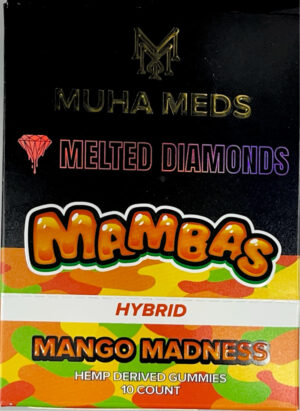 MUHA MEDS
MELTED DIAMONDS
MAMBAS
HYBRID
MANGO MADNESS
HEMP DERIVED GUMMIES
10 COUNT